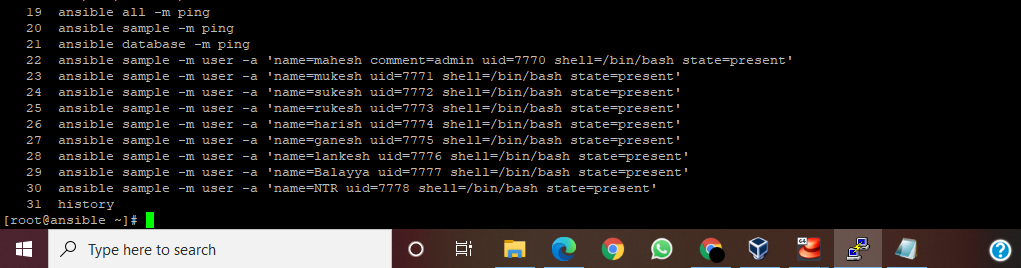 19 ansible all -m ping
20 ansible sample -m ping
21 ansible database -m ping
22 ansible sample -m user -a 'name=mahesh comment=admin uid=7770 shell=/bin/bash state=present'
23 ansible sample -m user -a 'name=mukesh uid=7771 shell=/bin/bash state=present'
24 ansible sample -m user -a 'name=sukesh uid=7772 shell=/bin/bash state=present'
25 ansible sample -m user -a 'name=rukesh uid=7773 shell=/bin/bash state=present'
26 ansible sample -m user -a 'name=harish uid=7774 shell=/bin/bash state=present'
27 ansible sample -m user -a 'name=ganesh uid=7775 shell=/bin/bash state=present'
28 ansible sample -m user -a 'name=lankesh uid=7776 shell=/bin/bash state=present'
29 ansible sample -m user -a 'name=Balayya uid=7777 shell=/bin/bash state=present'
30 ansible sample -m user -a 'name=NTR uid=7778 shell=/bin/bash state=present'
31 history
[root@ansible ~]#
Type here to search
64
?